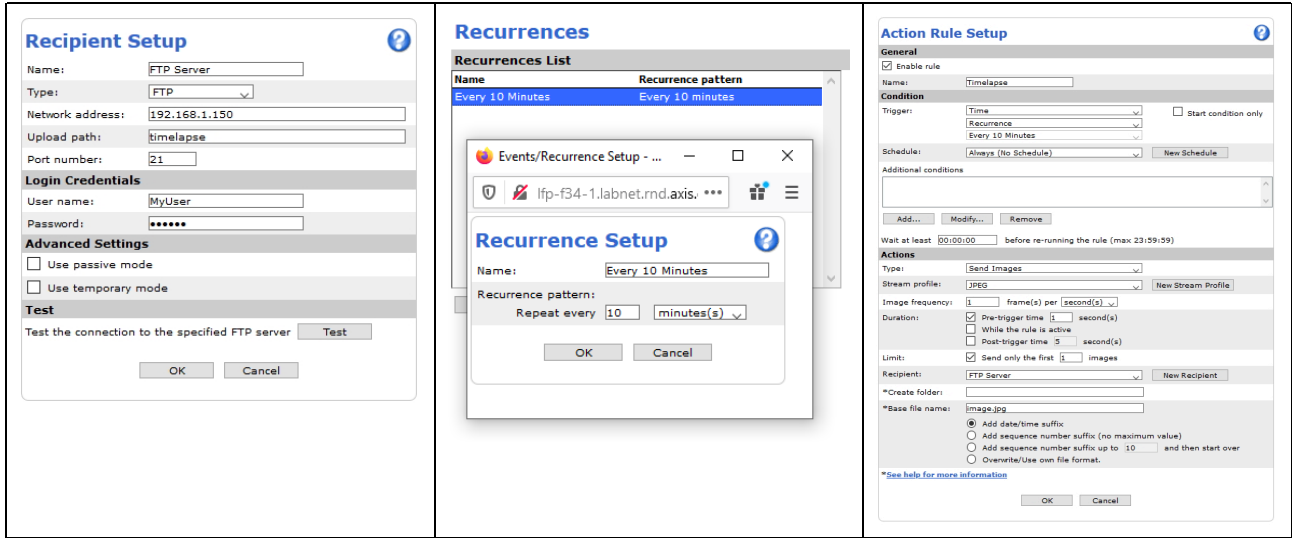 Recipient Setup
Name: FTP Server
Type: FTP
Network address: 192.168.1.150
Upload path: timelapse
Port number: 21
Login Credentials
User name: MyUser
Password: ••••••
Advanced Settings
Use passive mode
Use temporary mode
Test
Test the connection to the specified FTP server Test
OK Cancel
Recurrences
Recurrences List
Name Recurrence pattern
Every 10 Minutes Every 10 minutes
Events/Recurrence Setup - ...
lfp-f34-1.labnet.rnd.axis. •••
Recurrence Setup
Name: Every 10 Minutes
Recurrence pattern:
Repeat every 10 minutes(s)
OK Cancel
Action Rule Setup
General
Enable rule
Name: Timelapse
Condition
Trigger: Time Start condition only
Recurrence
Every 10 Minutes
Schedule: Always (No Schedule) New Schedule
Additional conditions
Add... Modify... Remove
Wait at least 00:00:00 before re-running the rule (max 23:59:59)
Actions
Type: Send Images
Stream profile: JPEG New Stream Profile
Image frequency: 1 frame(s) per second(s)
Duration: Pre-trigger time 1 second(s)
While the rule is active
Post-trigger time 5 second(s)
Limit: Send only the first 1 images
Recipient: FTP Server New Recipient
*Create folder:
*Base file name: image.jpg
Add date/time suffix
Add sequence number suffix (no maximum value)
Add sequence number suffix up to 10 and then start over
Overwrite/Use own file format.
*See help for more information
OK Cancel